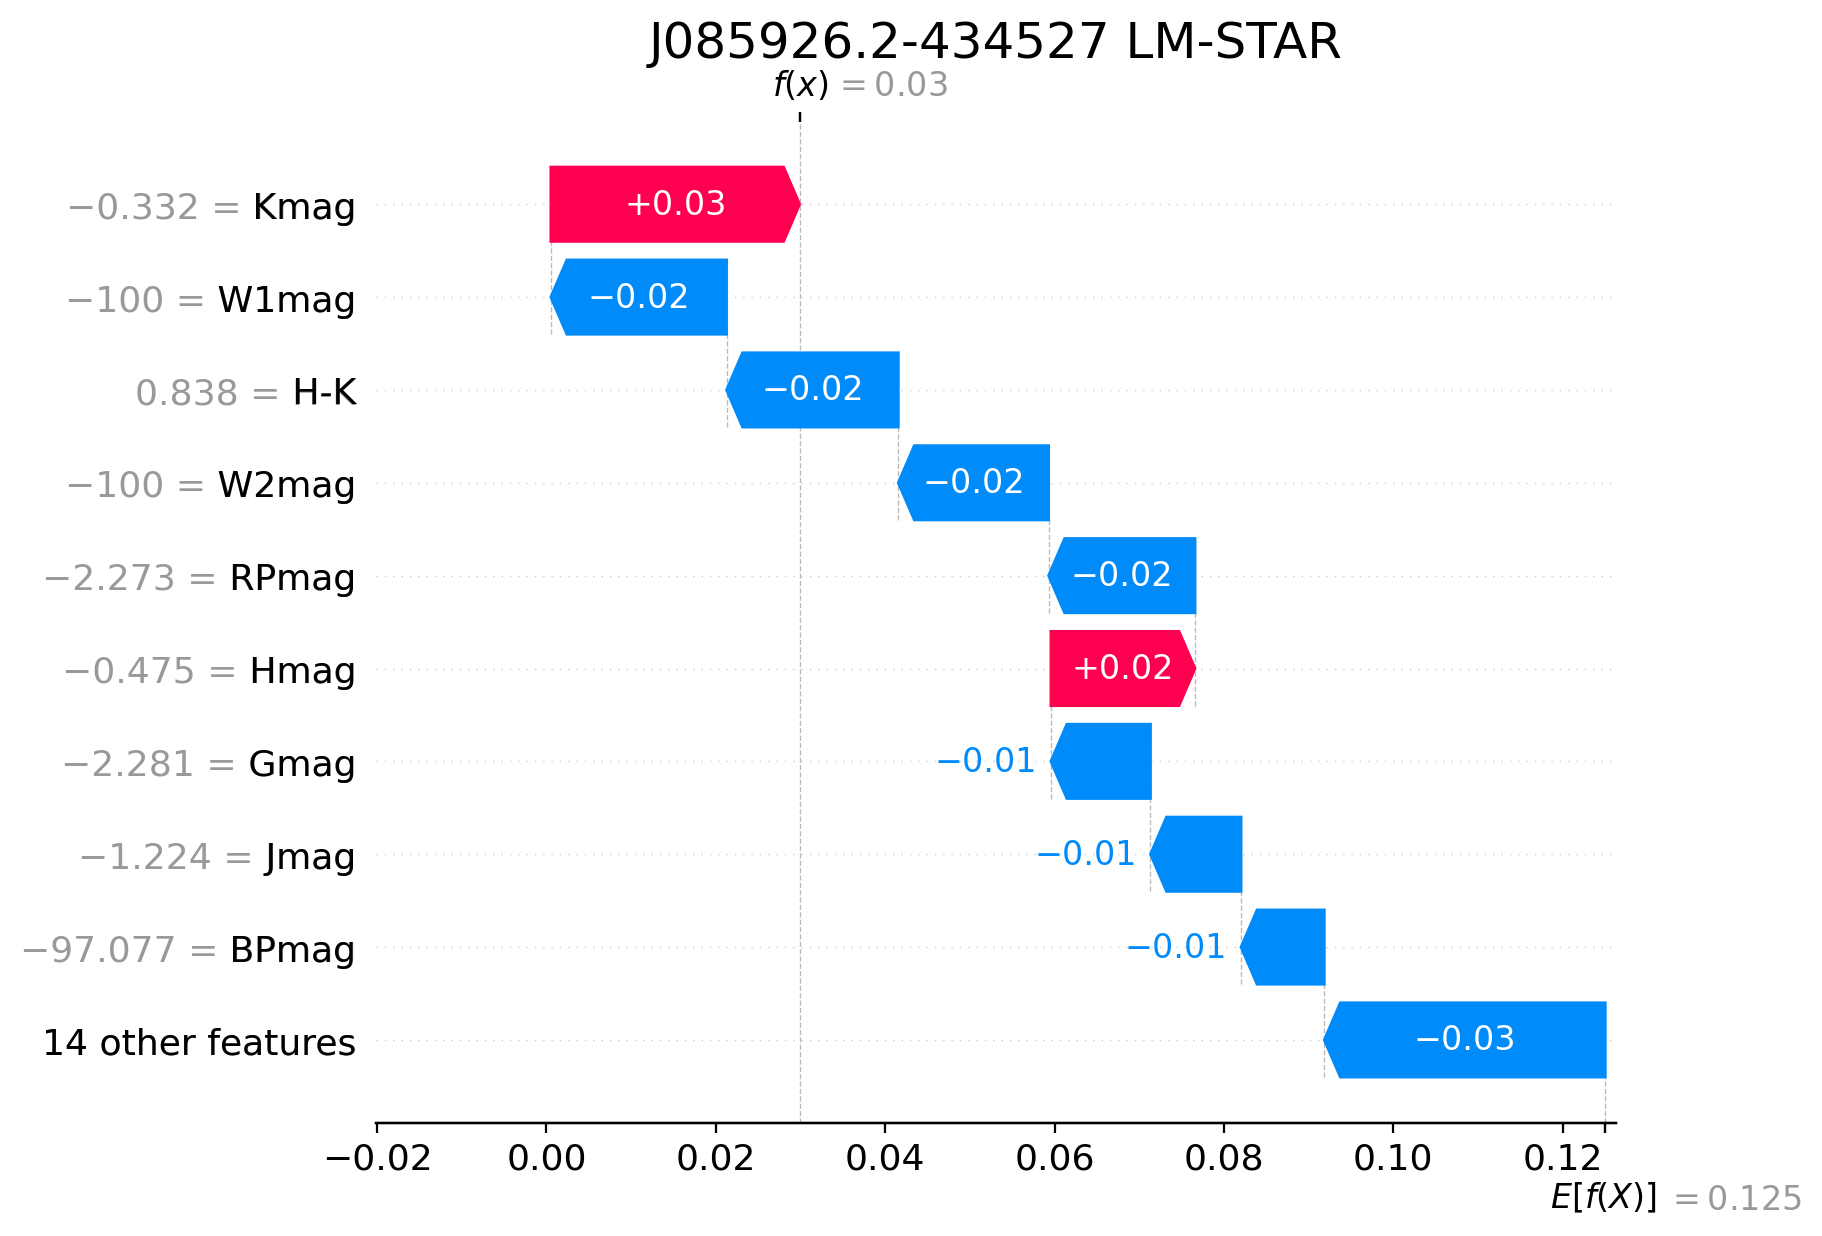 J085926.2-434527 LM-STAR
f(x) = 0.03
−0.332 = Kmag +0.03
−100 = W1mag −0.02
0.838 = H-K −0.02
−100 = W2mag −0.02
−2.273 = RPmag −0.02
−0.475 = Hmag +0.02
−2.281 = Gmag −0.01
−1.224 = Jmag −0.01
−97.077 = BPmag −0.01
14 other features −0.03
−0.02 0.00 0.02 0.04 0.06 0.08 0.10 0.12
E[f(X)] = 0.125